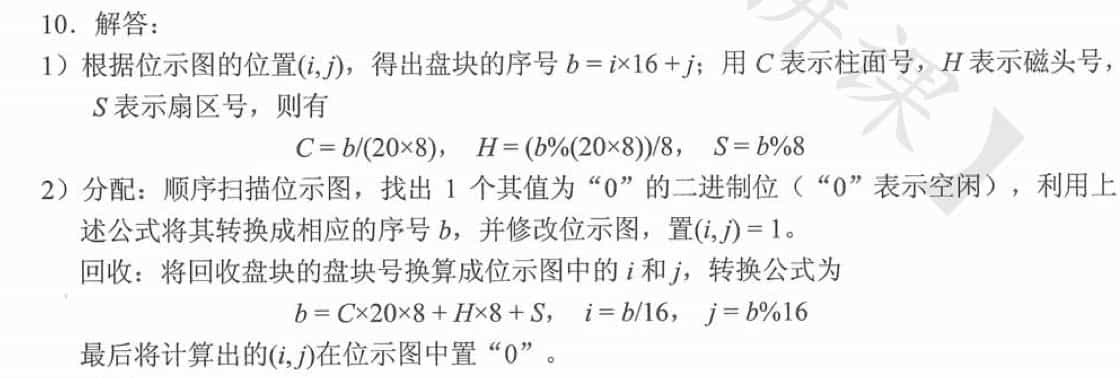 10．解答：
1）根据位示图的位置(i, j)，得出盘块的序号 b = i×16 + j；用 C 表示柱面号，H 表示磁头号，
S 表示扇区号，则有
C = b/(20×8)， H = (b%(20×8))/8， S = b%8
2）分配：顺序扫描位示图，找出 1 个其值为“0”的二进制位（“0”表示空闲），利用上
述公式将其转换成相应的序号 b，并修改位示图，置(i, j) = 1。
回收：将回收盘块的盘块号换算成位示图中的 i 和 j，转换公式为
b = C×20×8 + H×8 + S， i = b/16， j = b%16
最后将计算出的(i, j)在位示图中置“0”。
课】